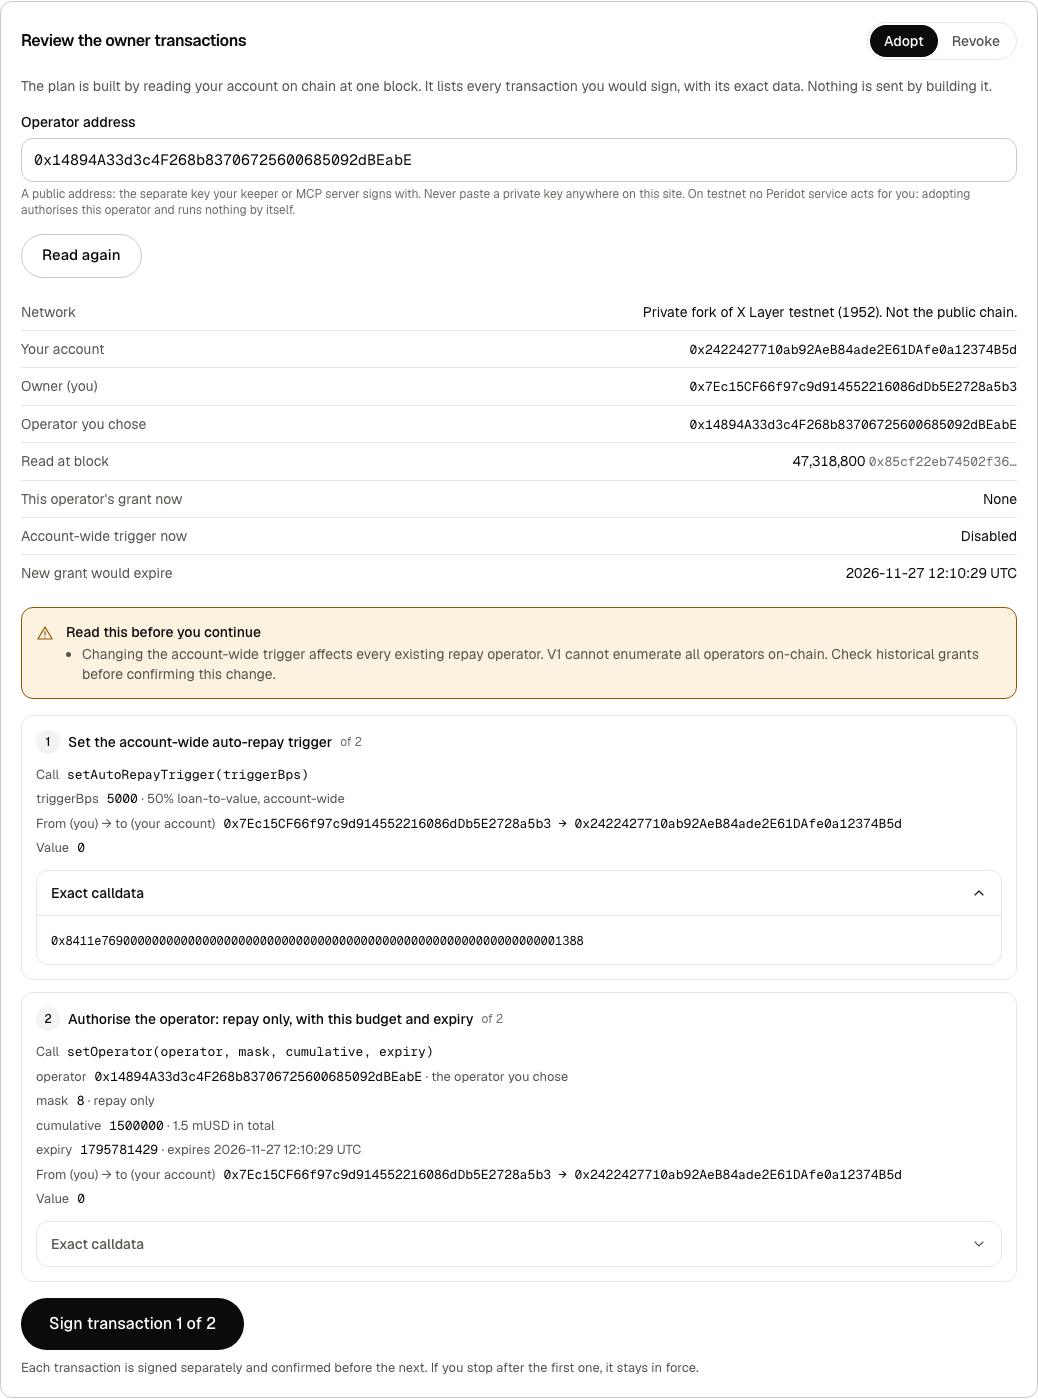 Review the owner transactions
Adopt
Revoke
The plan is built by reading your account on chain at one block. It lists every transaction you would sign, with its exact data. Nothing is sent by building it.
Operator address
0x14894A33d3c4F268b83706725600685092dBEabE
A public address: the separate key your keeper or MCP server signs with. Never paste a private key anywhere on this site. On testnet no Peridot service acts for you: adopting
authorises this operator and runs nothing by itself.
Read again
Network Private fork of X Layer testnet (1952). Not the public chain.
Your account 0x2422427710ab92AeB84ade2E61DAfe0a12374B5d
Owner (you) 0x7Ec15CF66f97c9d914552216086dDb5E2728a5b3
Operator you chose 0x14894A33d3c4F268b83706725600685092dBEabE
Read at block 47,318,800 0x85cf22eb74502f36…
This operator's grant now None
Account-wide trigger now Disabled
New grant would expire 2026-11-27 12:10:29 UTC
Read this before you continue
• Changing the account-wide trigger affects every existing repay operator. V1 cannot enumerate all operators on-chain. Check historical grants
before confirming this change.
1 Set the account-wide auto-repay trigger of 2
Call setAutoRepayTrigger(triggerBps)
triggerBps 5000 · 50% loan-to-value, account-wide
From (you) → to (your account) 0x7Ec15CF66f97c9d914552216086dDb5E2728a5b3 → 0x2422427710ab92AeB84ade2E61DAfe0a12374B5d
Value 0
Exact calldata
0x8411e7690000000000000000000000000000000000000000000000000000000000001388
2 Authorise the operator: repay only, with this budget and expiry of 2
Call setOperator(operator, mask, cumulative, expiry)
operator 0x14894A33d3c4F268b83706725600685092dBEabE · the operator you chose
mask 8 · repay only
cumulative 1500000 · 1.5 mUSD in total
expiry 1795781429 · expires 2026-11-27 12:10:29 UTC
From (you) → to (your account) 0x7Ec15CF66f97c9d914552216086dDb5E2728a5b3 → 0x2422427710ab92AeB84ade2E61DAfe0a12374B5d
Value 0
Exact calldata
Sign transaction 1 of 2
Each transaction is signed separately and confirmed before the next. If you stop after the first one, it stays in force.